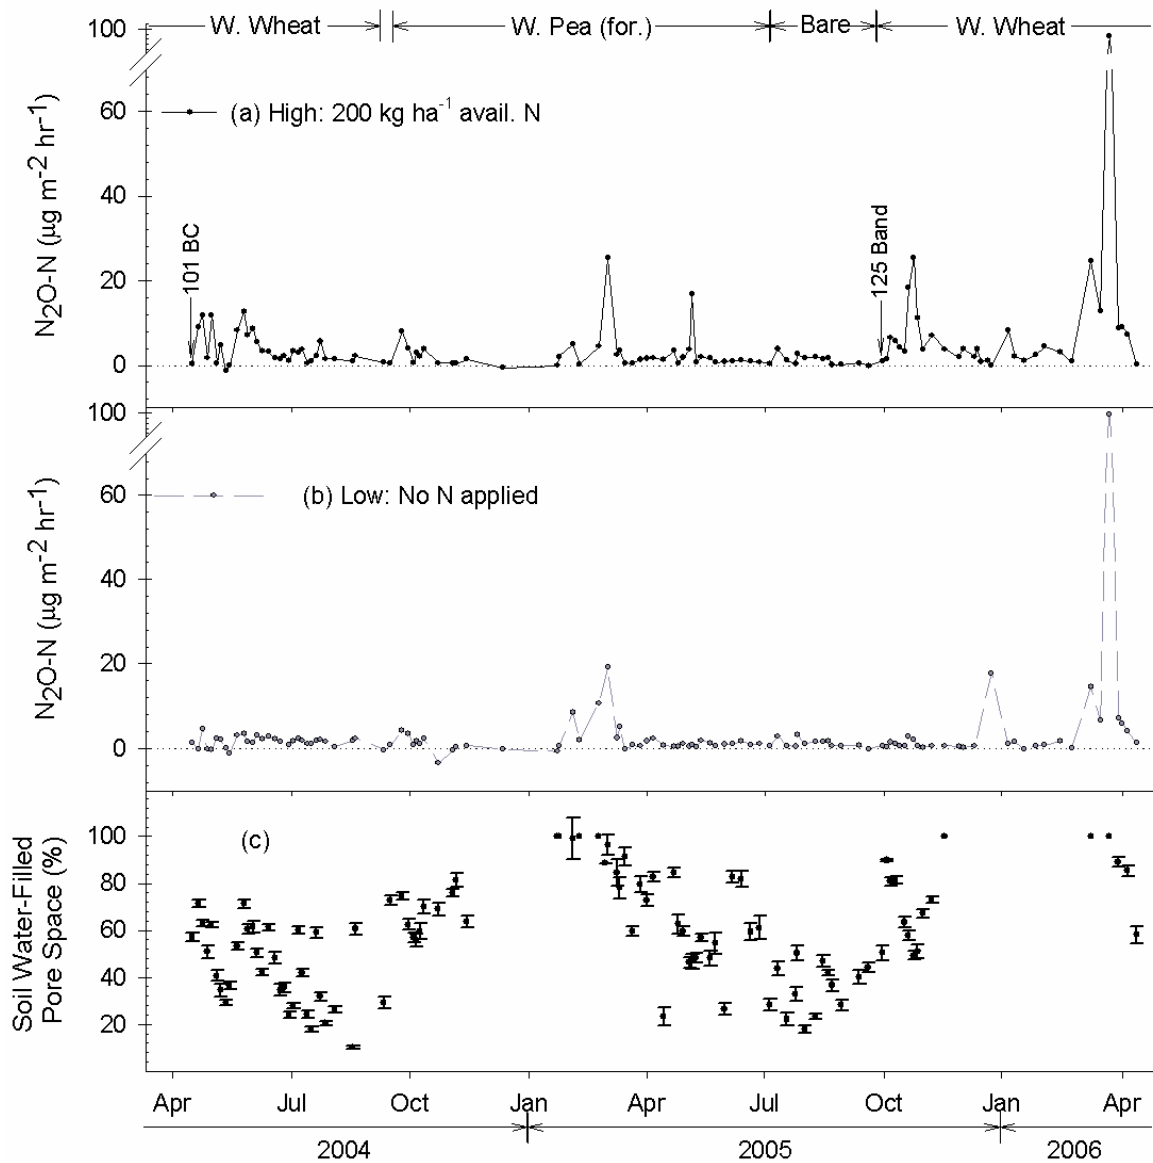 W. Wheat W. Pea (for.) Bare W. Wheat
100
60
40
20
0
N₂O-N (μg m⁻² hr⁻¹)
(a) High: 200 kg ha⁻¹ avail. N
101 BC
125 Band
100
60
40
20
0
N₂O-N (μg m⁻² hr⁻¹)
(b) Low: No N applied
100
80
60
40
20
Soil Water-Filled
Pore Space (%)
(c)
Apr Jul Oct Jan Apr Jul Oct Jan Apr
2004 2005 2006